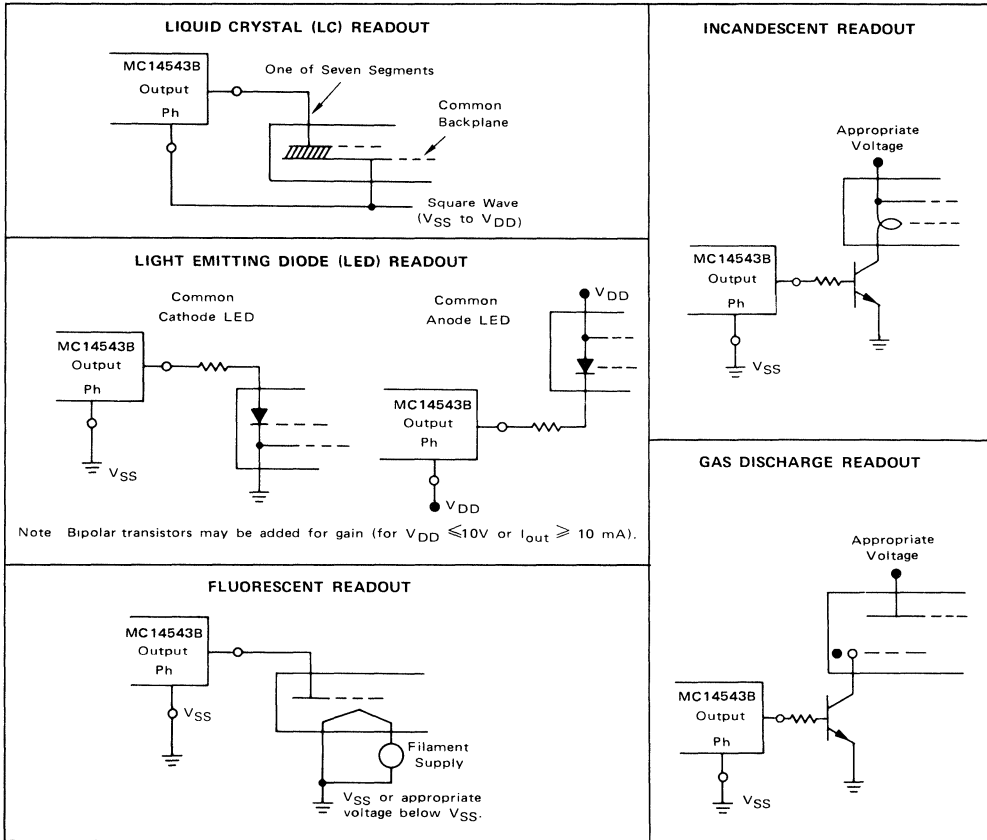 LIQUID CRYSTAL (LC) READOUT
MC14543B
Output
Ph
One of Seven Segments
Common
Backplane
Square Wave
(VSS to VDD)
LIGHT EMITTING DIODE (LED) READOUT
Common
Cathode LED
MC14543B
Output
Ph
VSS
Common
Anode LED
VDD
MC14543B
Output
Ph
VDD
Note Bipolar transistors may be added for gain (for VDD ≤10V or Iout ≥ 10 mA).
FLUORESCENT READOUT
MC14543B
Output
Ph
VSS
Filament
Supply
VSS or appropriate
voltage below VSS.
INCANDESCENT READOUT
Appropriate
Voltage
MC14543B
Output
Ph
VSS
GAS DISCHARGE READOUT
Appropriate
Voltage
MC14543B
Output
Ph
VSS